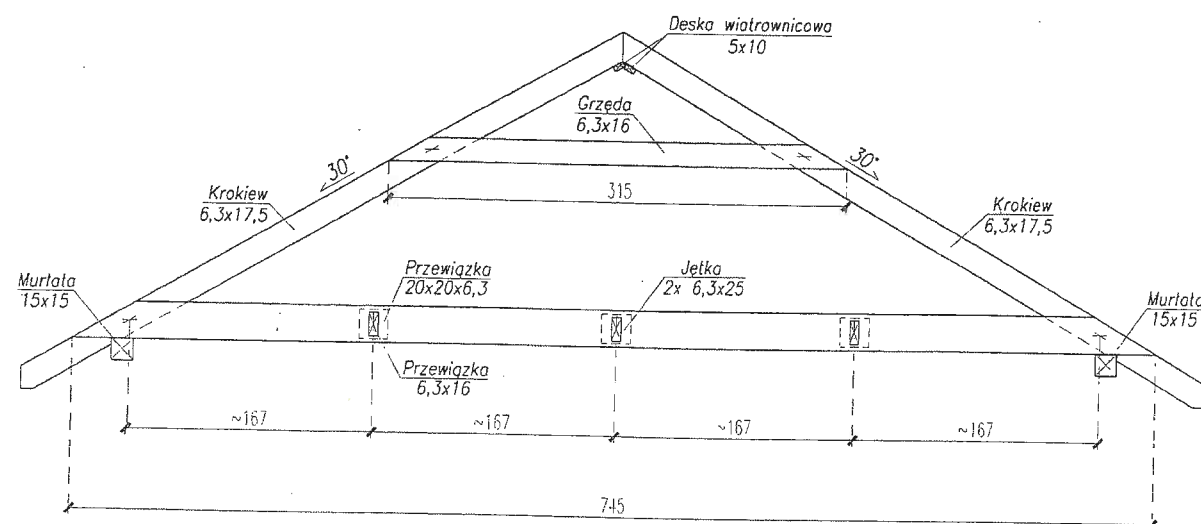 Deska wiatrownicowa
5x10
Grzęda
6,3x16
30°
30°
315
Krokiew
6,3x17,5
Krokiew
6,3x17,5
Murłata
15x15
Przewiązka
20x20x6,3
Jętka
2x 6,3x25
Murłata
15x15
Przewiązka
6,3x16
~167
~167
~167
~167
745